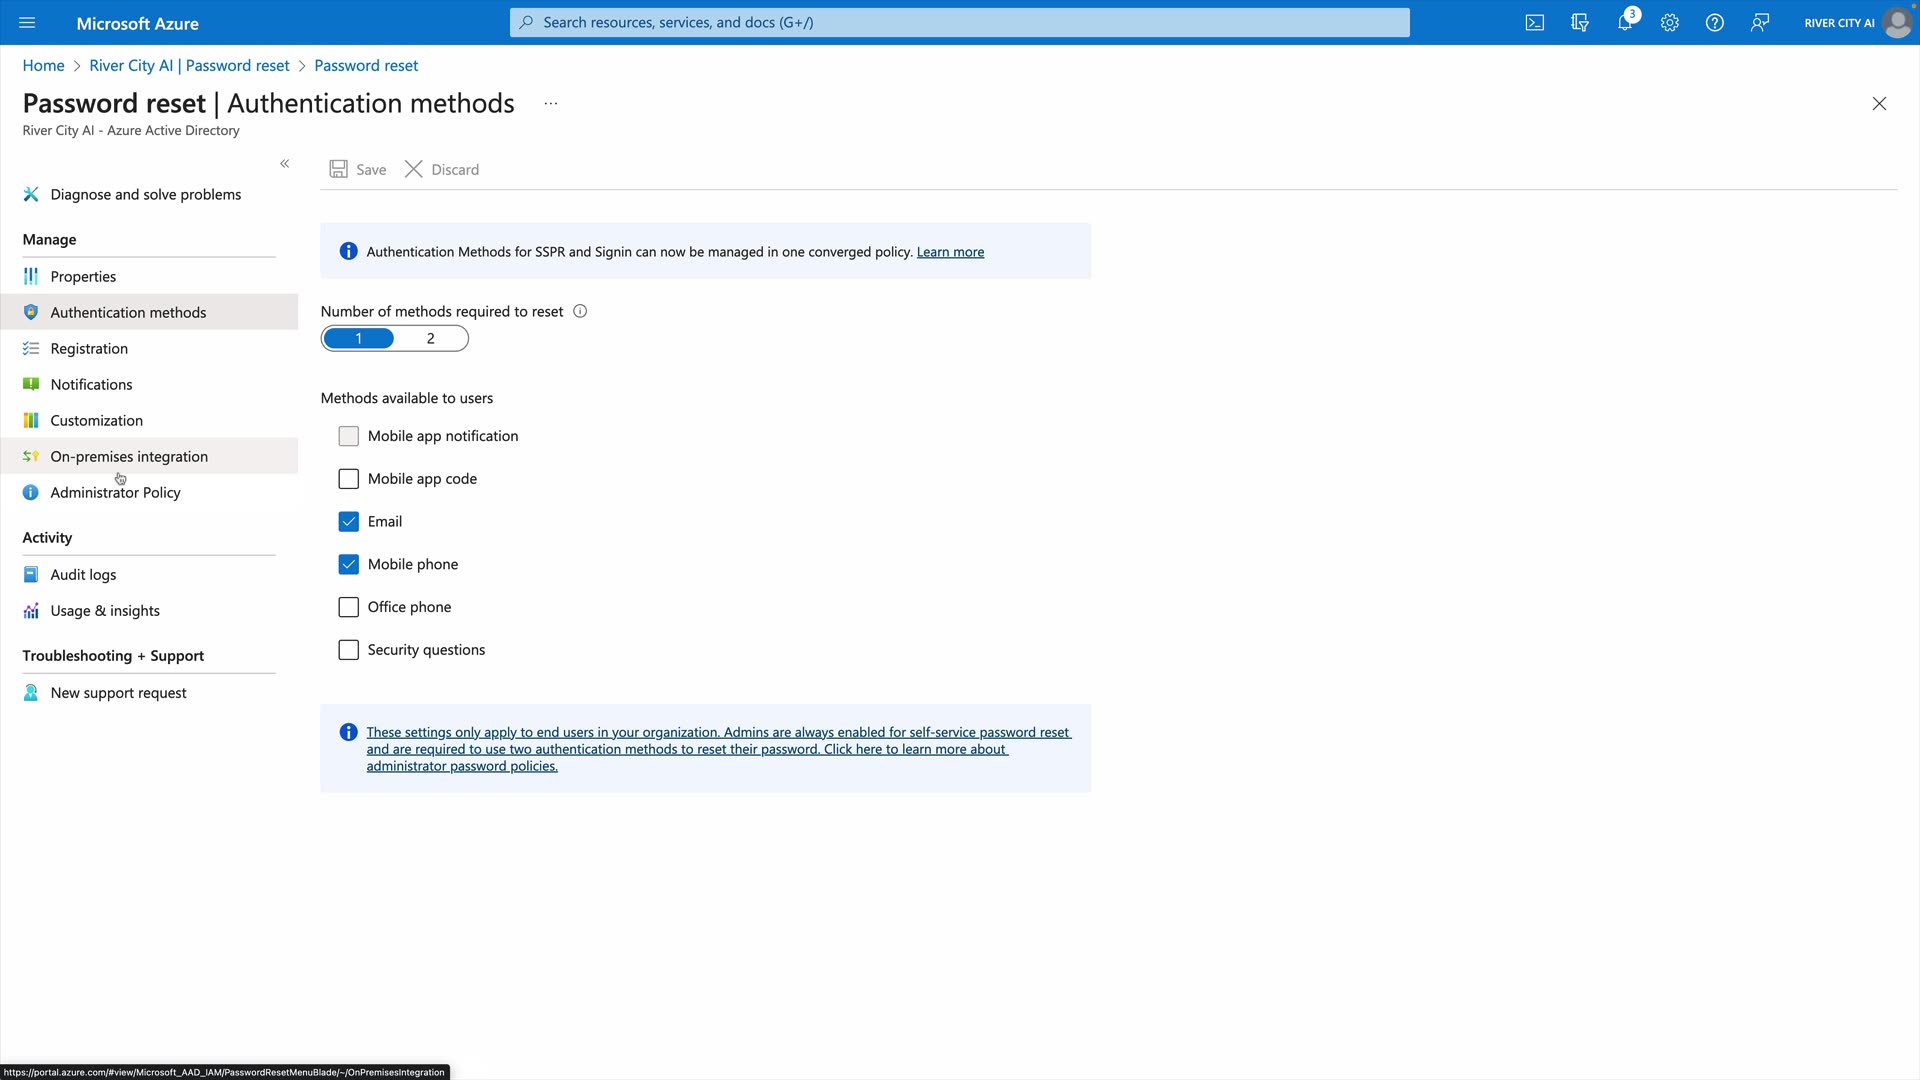 Microsoft Azure
Search resources, services, and docs (G+/)
3
RIVER CITY AI
Home > River City AI | Password reset > Password reset
Password reset | Authentication methods ...
River City AI - Azure Active Directory
«
Save
Discard
Diagnose and solve problems
Manage
Properties
Authentication methods
Registration
Notifications
Customization
On-premises integration
Administrator Policy
Activity
Audit logs
Usage & insights
Troubleshooting + Support
New support request
Authentication Methods for SSPR and Signin can now be managed in one converged policy. Learn more
Number of methods required to reset
1 2
Methods available to users
Mobile app notification
Mobile app code
Email
Mobile phone
Office phone
Security questions
These settings only apply to end users in your organization. Admins are always enabled for self-service password reset
and are required to use two authentication methods to reset their password. Click here to learn more about
administrator password policies.
https://portal.azure.com/#view/Microsoft_AAD_IAM/PasswordResetMenuBlade/~/OnPremisesIntegration